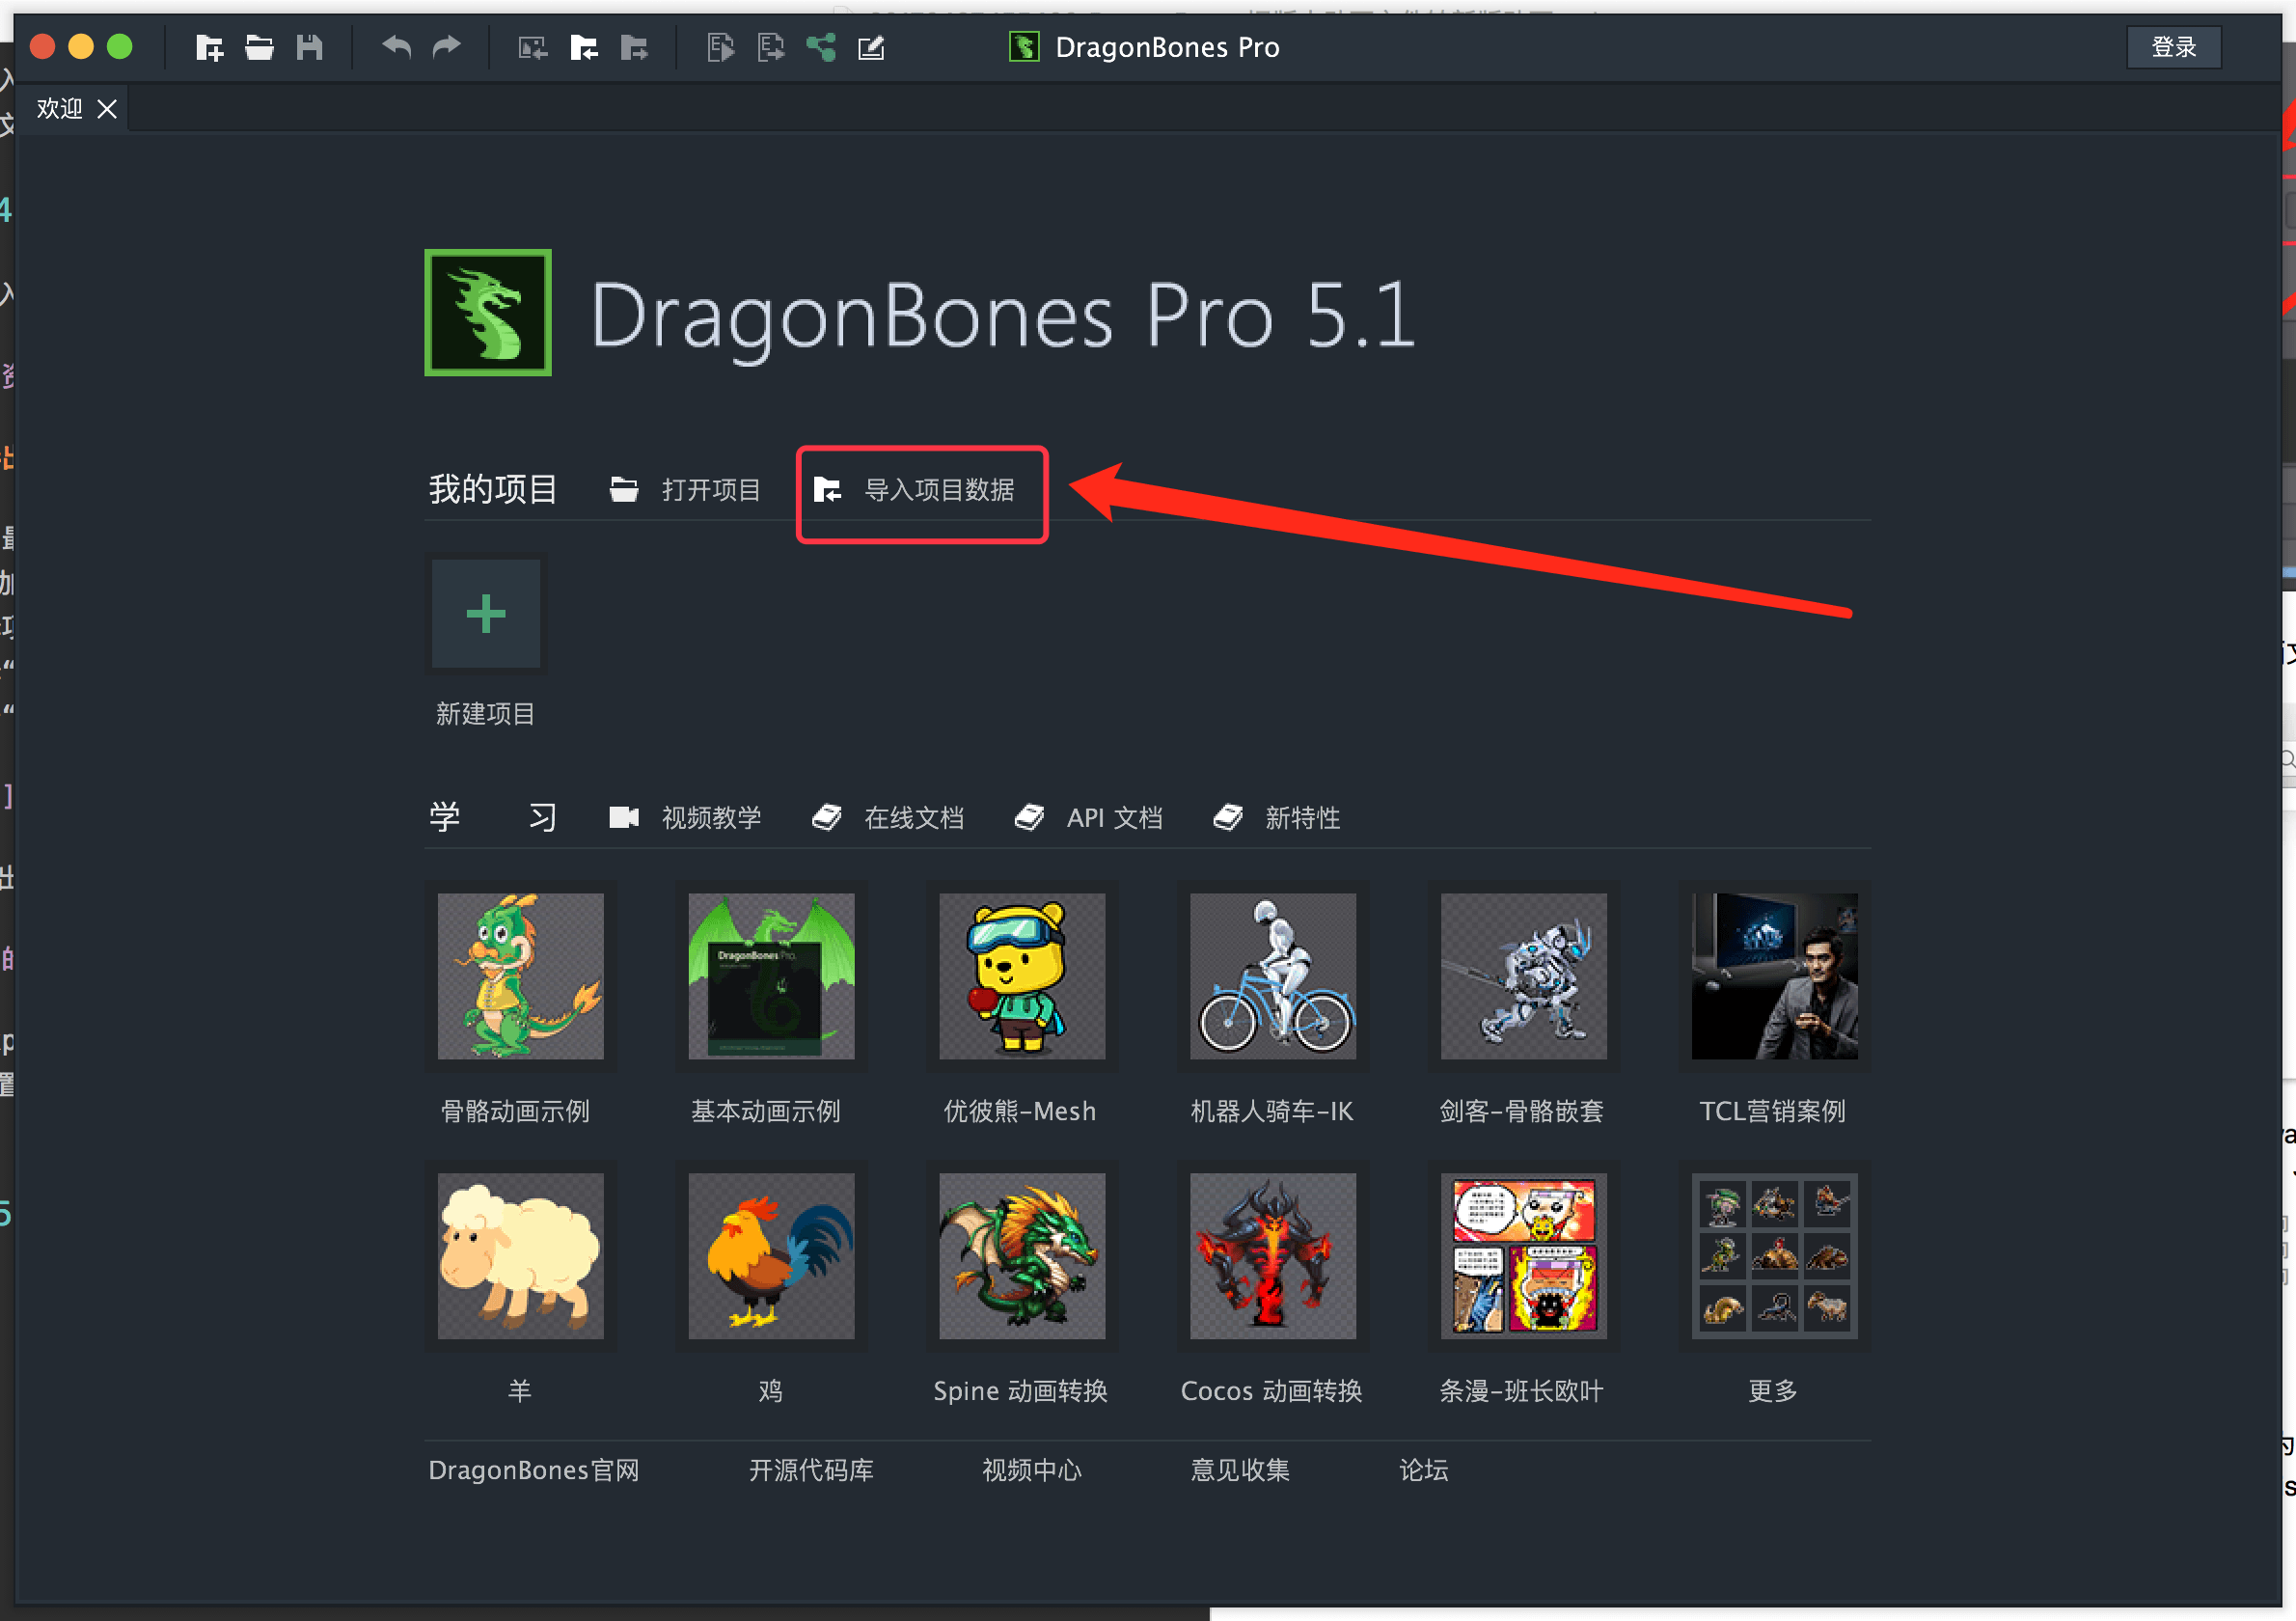 DragonBones Pro
登录
欢迎
DragonBones Pro 5.1
我的项目 打开项目 导入项目数据
新建项目
学 习 视频教学 在线文档 API 文档 新特性
DragonBones Pro
骨骼动画示例 基本动画示例 优彼熊-Mesh 机器人骑车-IK 剑客-骨骼嵌套 TCL营销案例
羊 鸡 Spine 动画转换 Cocos 动画转换 条漫-班长欧叶 更多
DragonBones官网 开源代码库 视频中心 意见收集 论坛